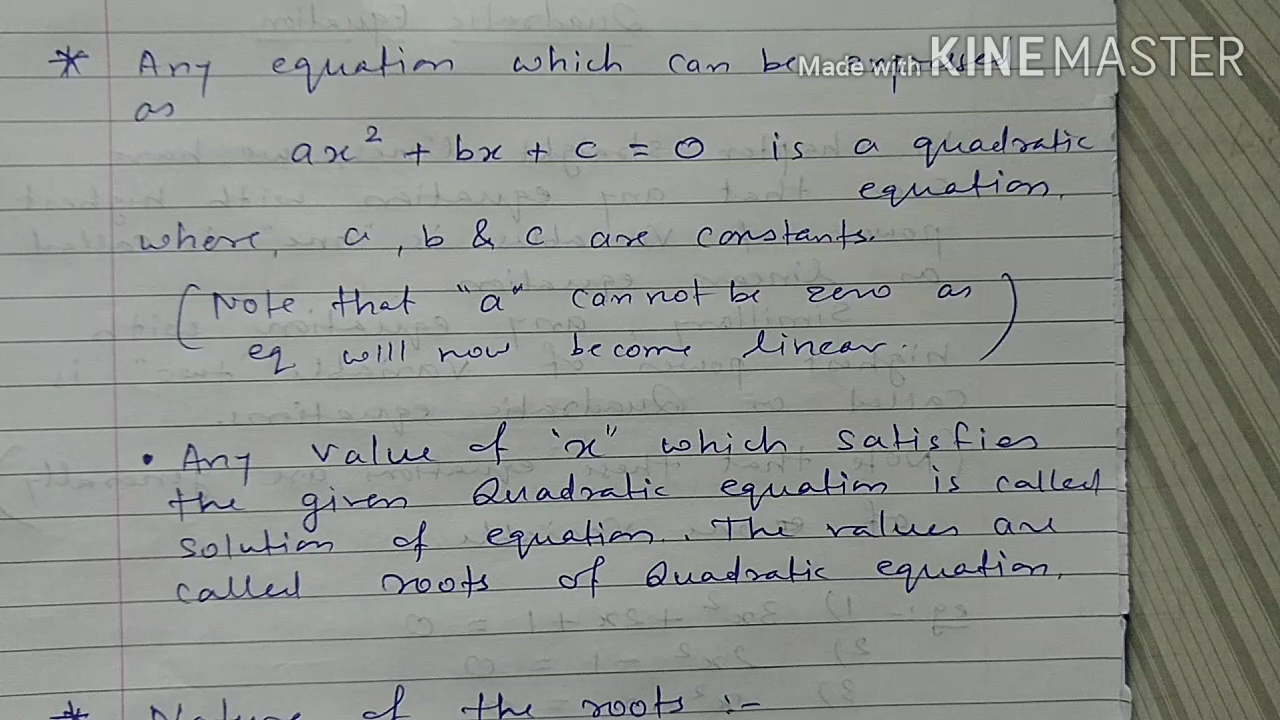 * Any equation which can be expressed
Made with KINEMASTER
as
ax² + bx + c = 0 is a quadratic
equation,
where, a, b & c are constants.
(Note that "a" can not be zero as
eq will now become linear.)
• Any value of 'x" which satisfies
the given Quadratic equation is called
solution of equation. The values are
called roots of Quadratic equation,
* Nature of the roots :-